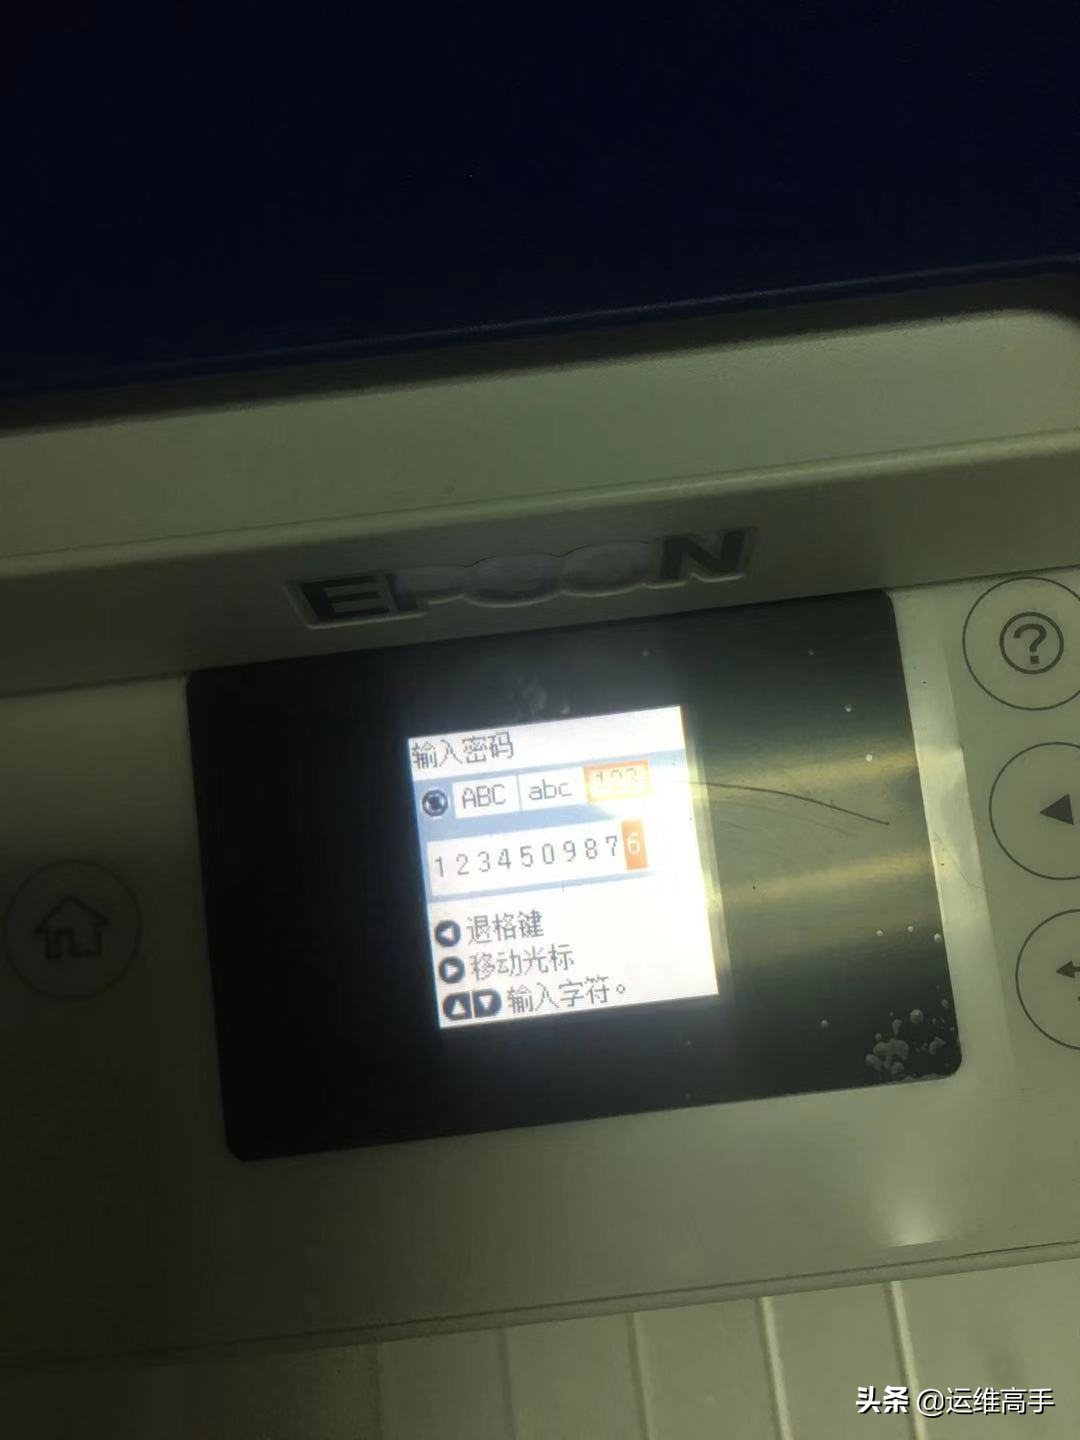 EPSON
输入密码
ABC abc 123
1234509876
退格键
移动光标
输入字符。
头条 @运维高手